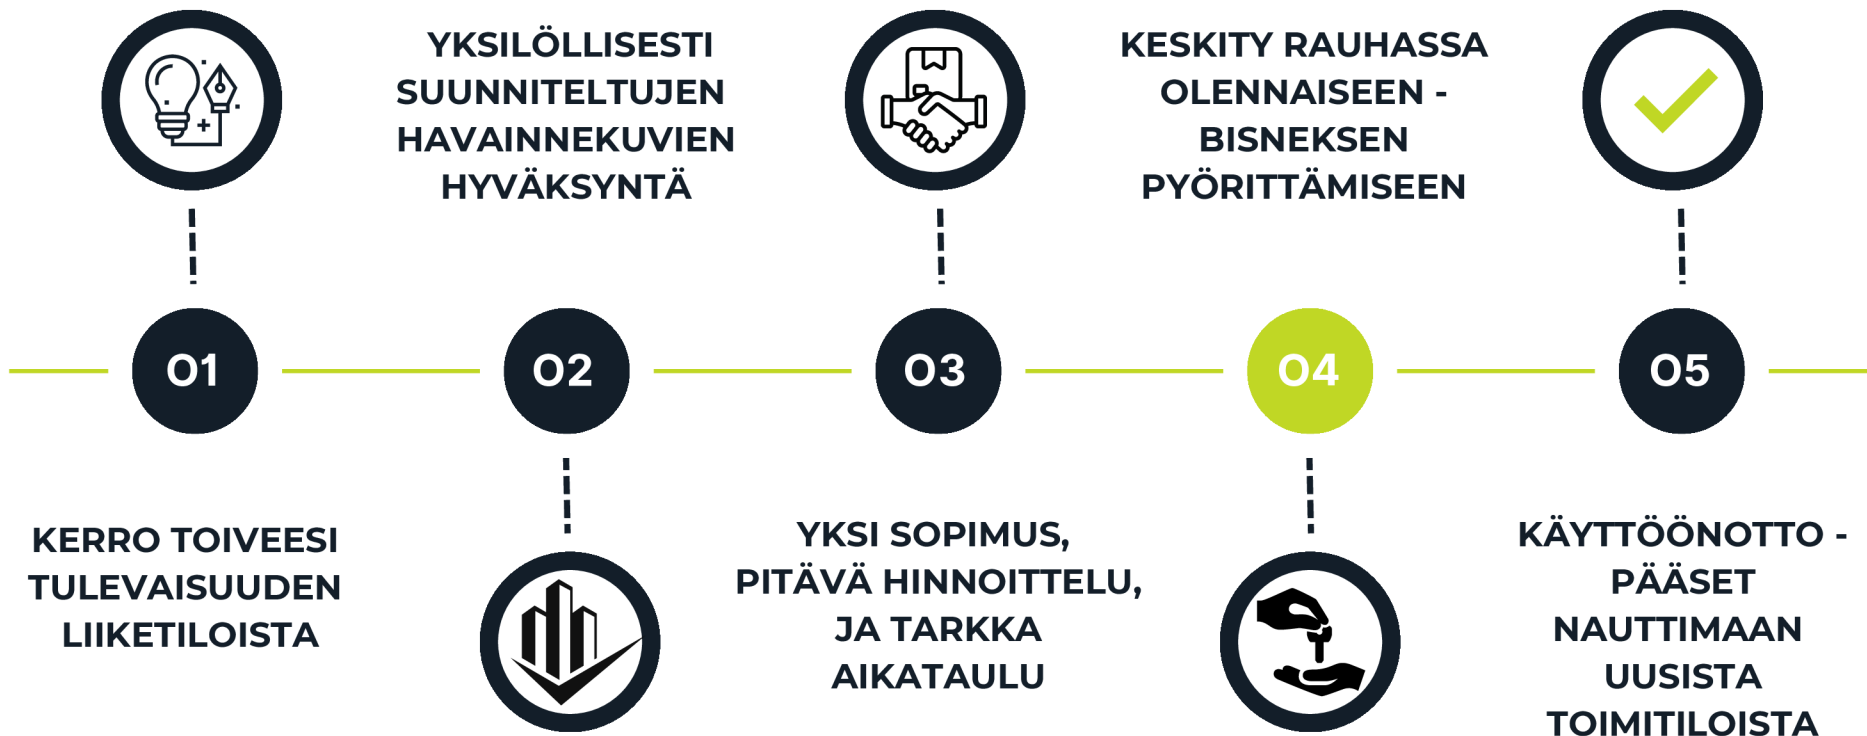 01
KERRO TOIVEESI
TULEVAISUUDEN
LIIKETILOISTA
YKSILÖLLISESTI
SUUNNITELTUJEN
HAVAINNEKUVIEN
HYVÄKSYNTÄ
02
03
YKSI SOPIMUS,
PITÄVÄ HINNOITTELU,
JA TARKKA
AIKATAULU
KESKITY RAUHASSA
OLENNAISEEN -
BISNEKSEN
PYÖRITTÄMISEEN
04
05
KÄYTTÖÖNOTTO -
PÄÄSET
NAUTTIMAAN
UUSISTA
TOIMITILOISTA